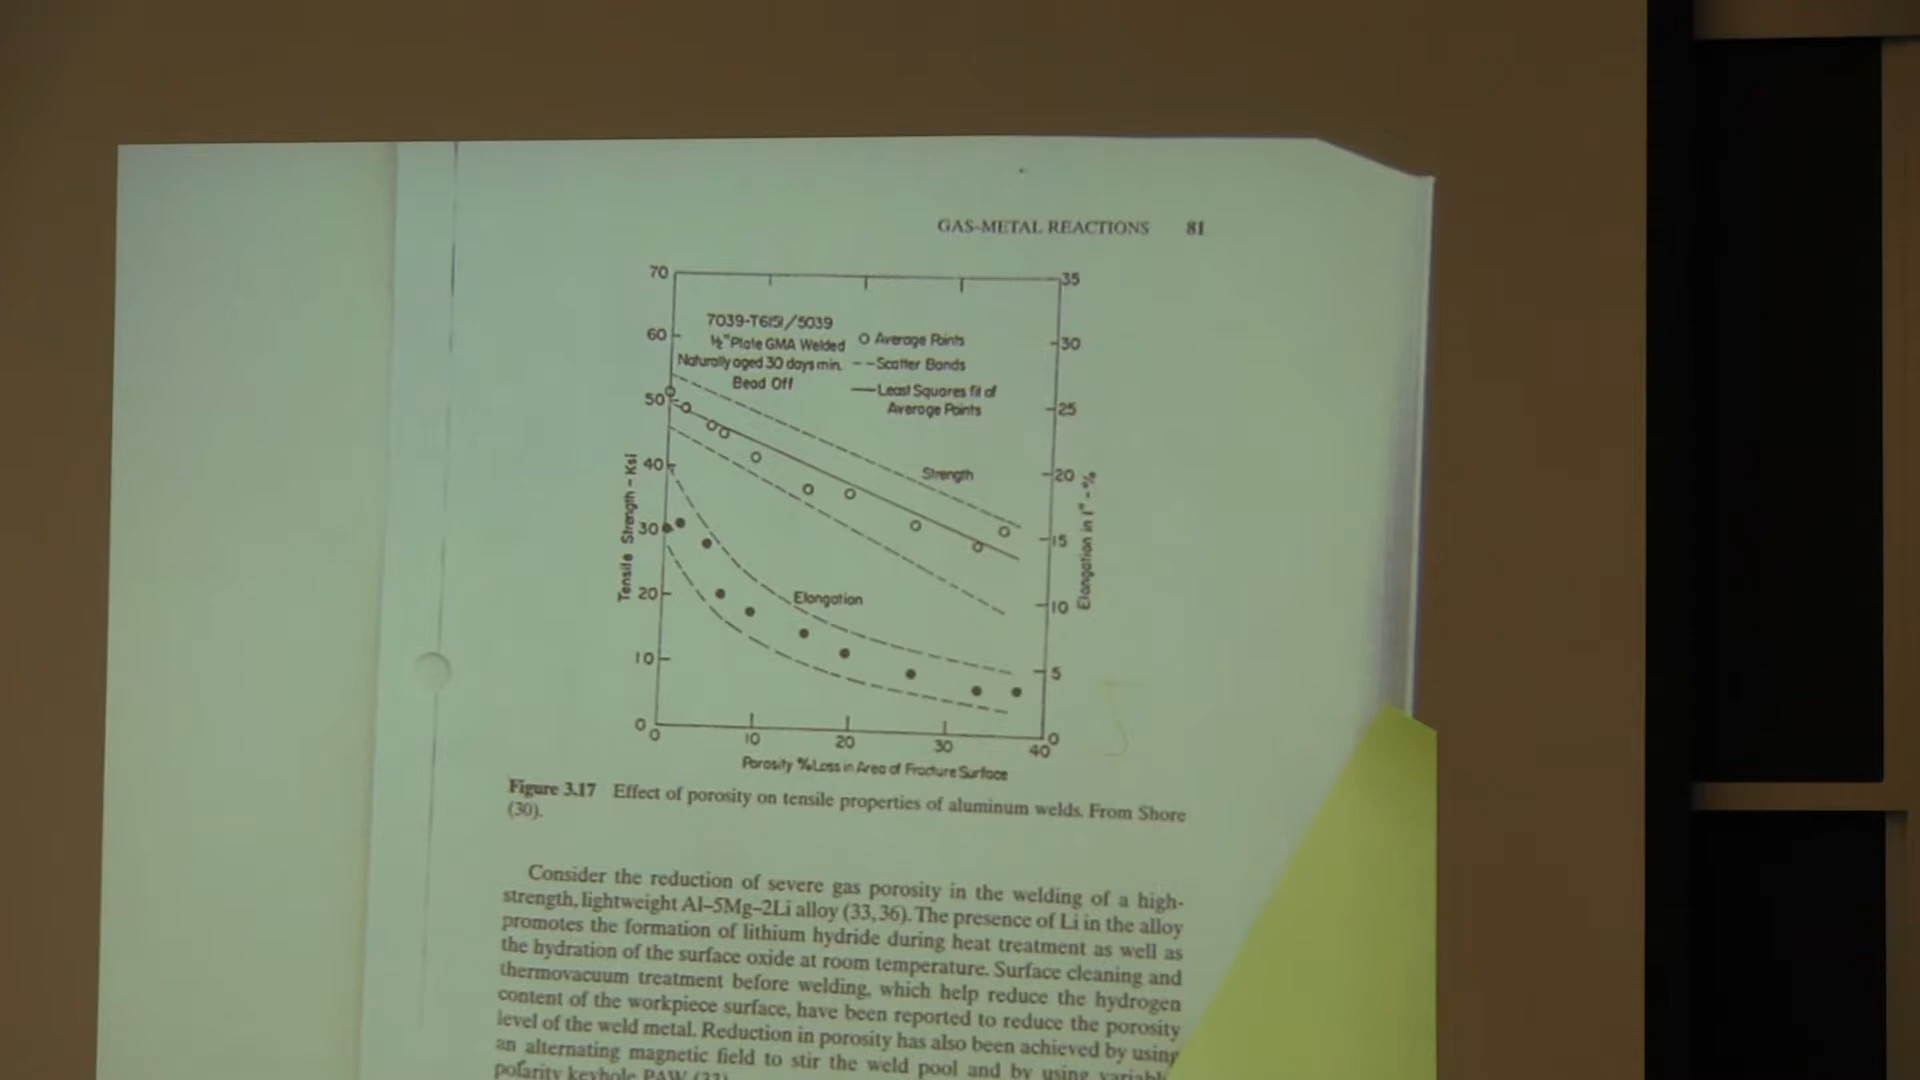 GAS–METAL REACTIONS 81
70
60
50
40
30
20
10
0
35
30
25
20
15
10
5
0
7039-T6151/5039
½" Plate GMA Welded
Naturally aged 30 days min.
Bead Off
Average Points
Scatter Bands
Least Squares fit of
Average Points
Strength
Elongation
Tensile Strength – Ksi
Elongation in 1" - %
0 10 20 30 40
Porosity % Loss in Area of Fracture Surface
Figure 3.17 Effect of porosity on tensile properties of aluminum welds. From Shore
(30).
Consider the reduction of severe gas porosity in the welding of a high-
strength, lightweight Al–5Mg–2Li alloy (33, 36). The presence of Li in the alloy
promotes the formation of lithium hydride during heat treatment as well as
the hydration of the surface oxide at room temperature. Surface cleaning and
thermovacuum treatment before welding, which help reduce the hydrogen
content of the workpiece surface, have been reported to reduce the porosity
level of the weld metal. Reduction in porosity has also been achieved by using
an alternating magnetic field to stir the weld pool and by using
polarity keyhole PAW